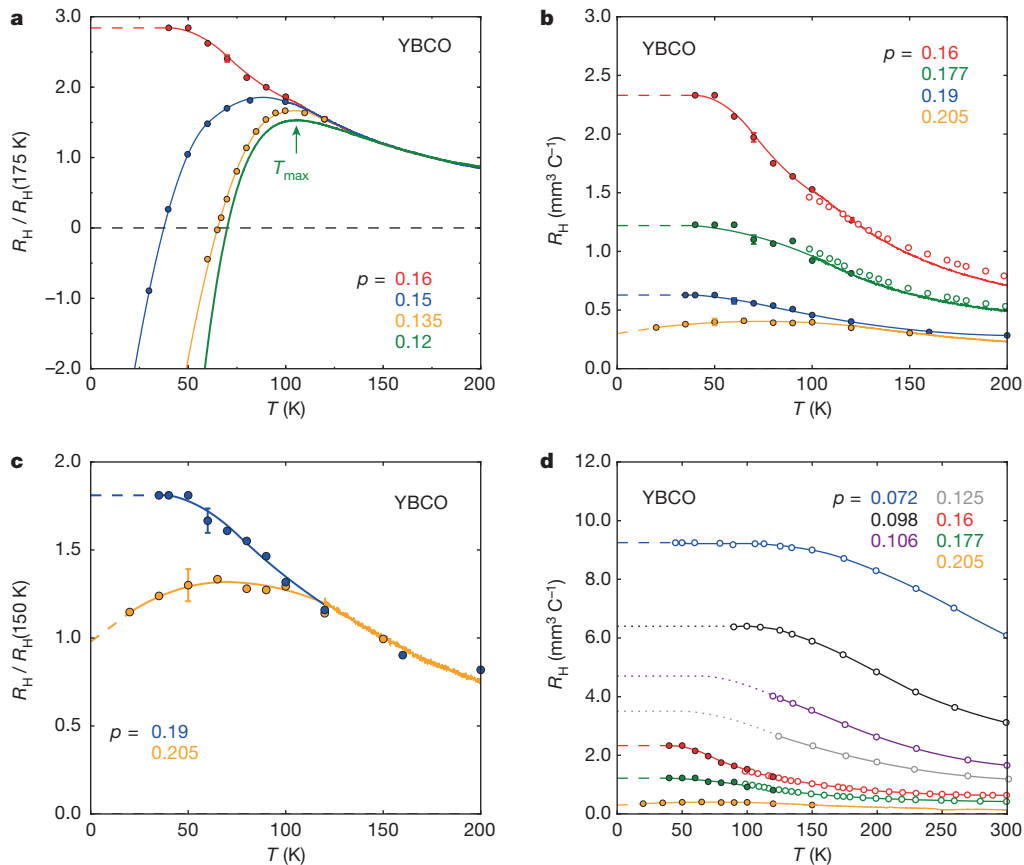 a
YBCO
3.0
2.0
1.0
0
−1.0
−2.0
R_H / R_H(175 K)
T_max
p = 0.16
0.15
0.135
0.12
0 50 100 150 200
T (K)
b
YBCO
p = 0.16
0.177
0.19
0.205
3.0
2.5
2.0
1.5
1.0
0.5
0.0
R_H (mm³ C⁻¹)
0 50 100 150 200
T (K)
c
YBCO
2.0
1.5
1.0
0.5
0.0
R_H / R_H(150 K)
p = 0.19
0.205
0 50 100 150 200
T (K)
d
YBCO
p = 0.072 0.125
0.098 0.16
0.106 0.177
0.205
12.0
10.0
8.0
6.0
4.0
2.0
0.0
R_H (mm³ C⁻¹)
0 50 100 150 200 250 300
T (K)